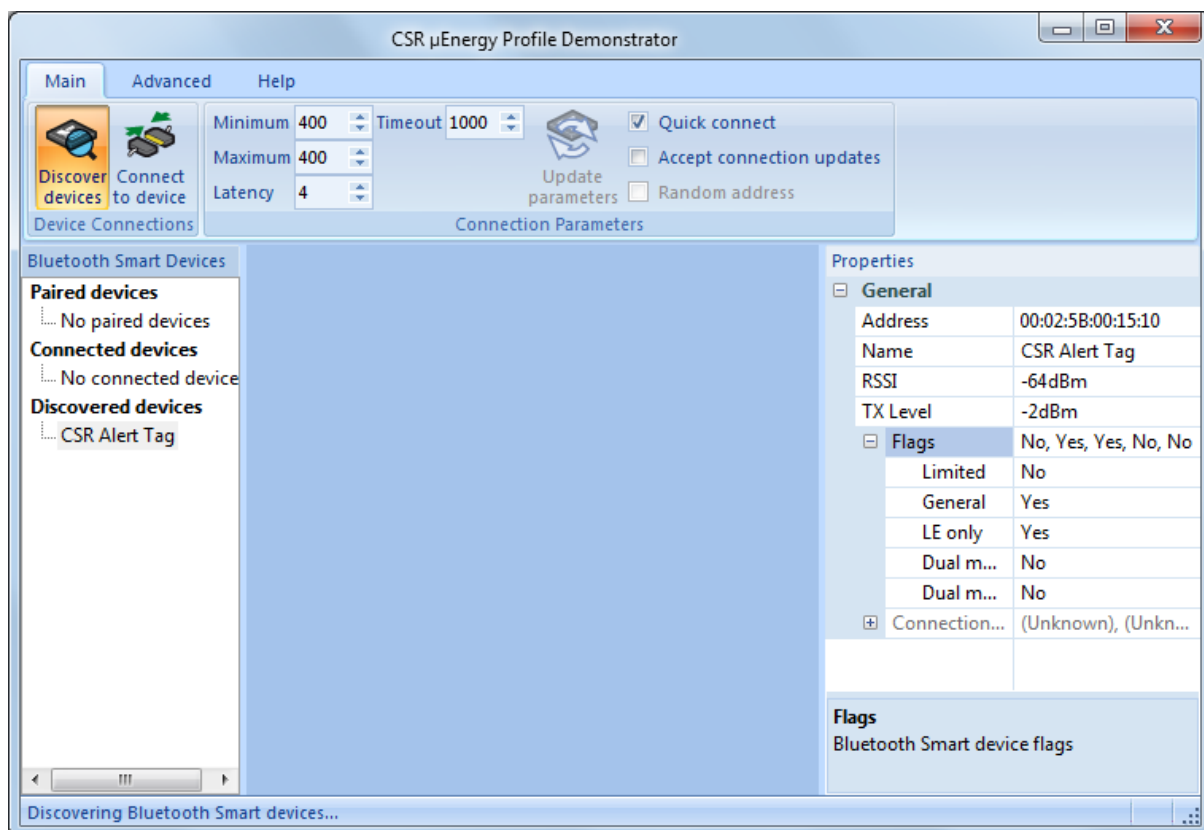 CSR µEnergy Profile Demonstrator
Main Advanced Help
Discover devices
Connect to device
Device Connections
Minimum 400
Maximum 400
Latency 4
Timeout 1000
Update parameters
Quick connect
Accept connection updates
Random address
Connection Parameters
Bluetooth Smart Devices
Paired devices
No paired devices
Connected devices
No connected device
Discovered devices
CSR Alert Tag
Properties
General
Address 00:02:5B:00:15:10
Name CSR Alert Tag
RSSI -64dBm
TX Level -2dBm
Flags No, Yes, Yes, No, No
Limited No
General Yes
LE only Yes
Dual m... No
Dual m... No
Connection... (Unknown), (Unkn...
Flags
Bluetooth Smart device flags
Discovering Bluetooth Smart devices...